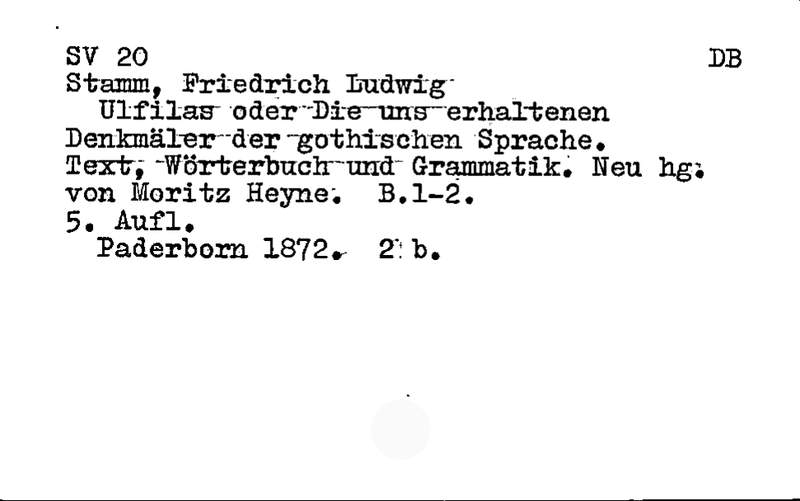 SV 20 DB
Stamm, Friedrich Ludwig
Ulfilas oder Die uns erhaltenen
Denkmäler der gothischen Sprache.
Text, Wörterbuch und Grammatik. Neu hg.
von Moritz Heyne. B.1-2.
5. Aufl.
Paderborn 1872. 2 b.